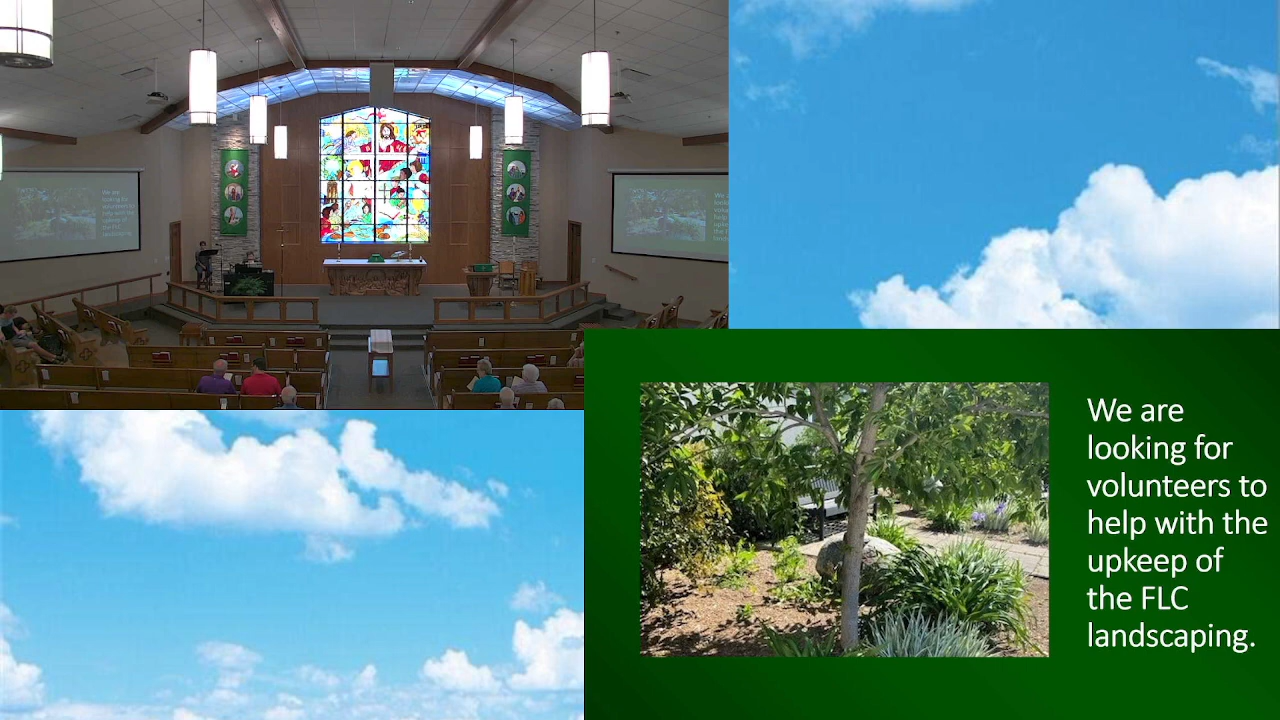 We are
looking for
volunteers to
help with the
upkeep of
the FLC
landscaping.